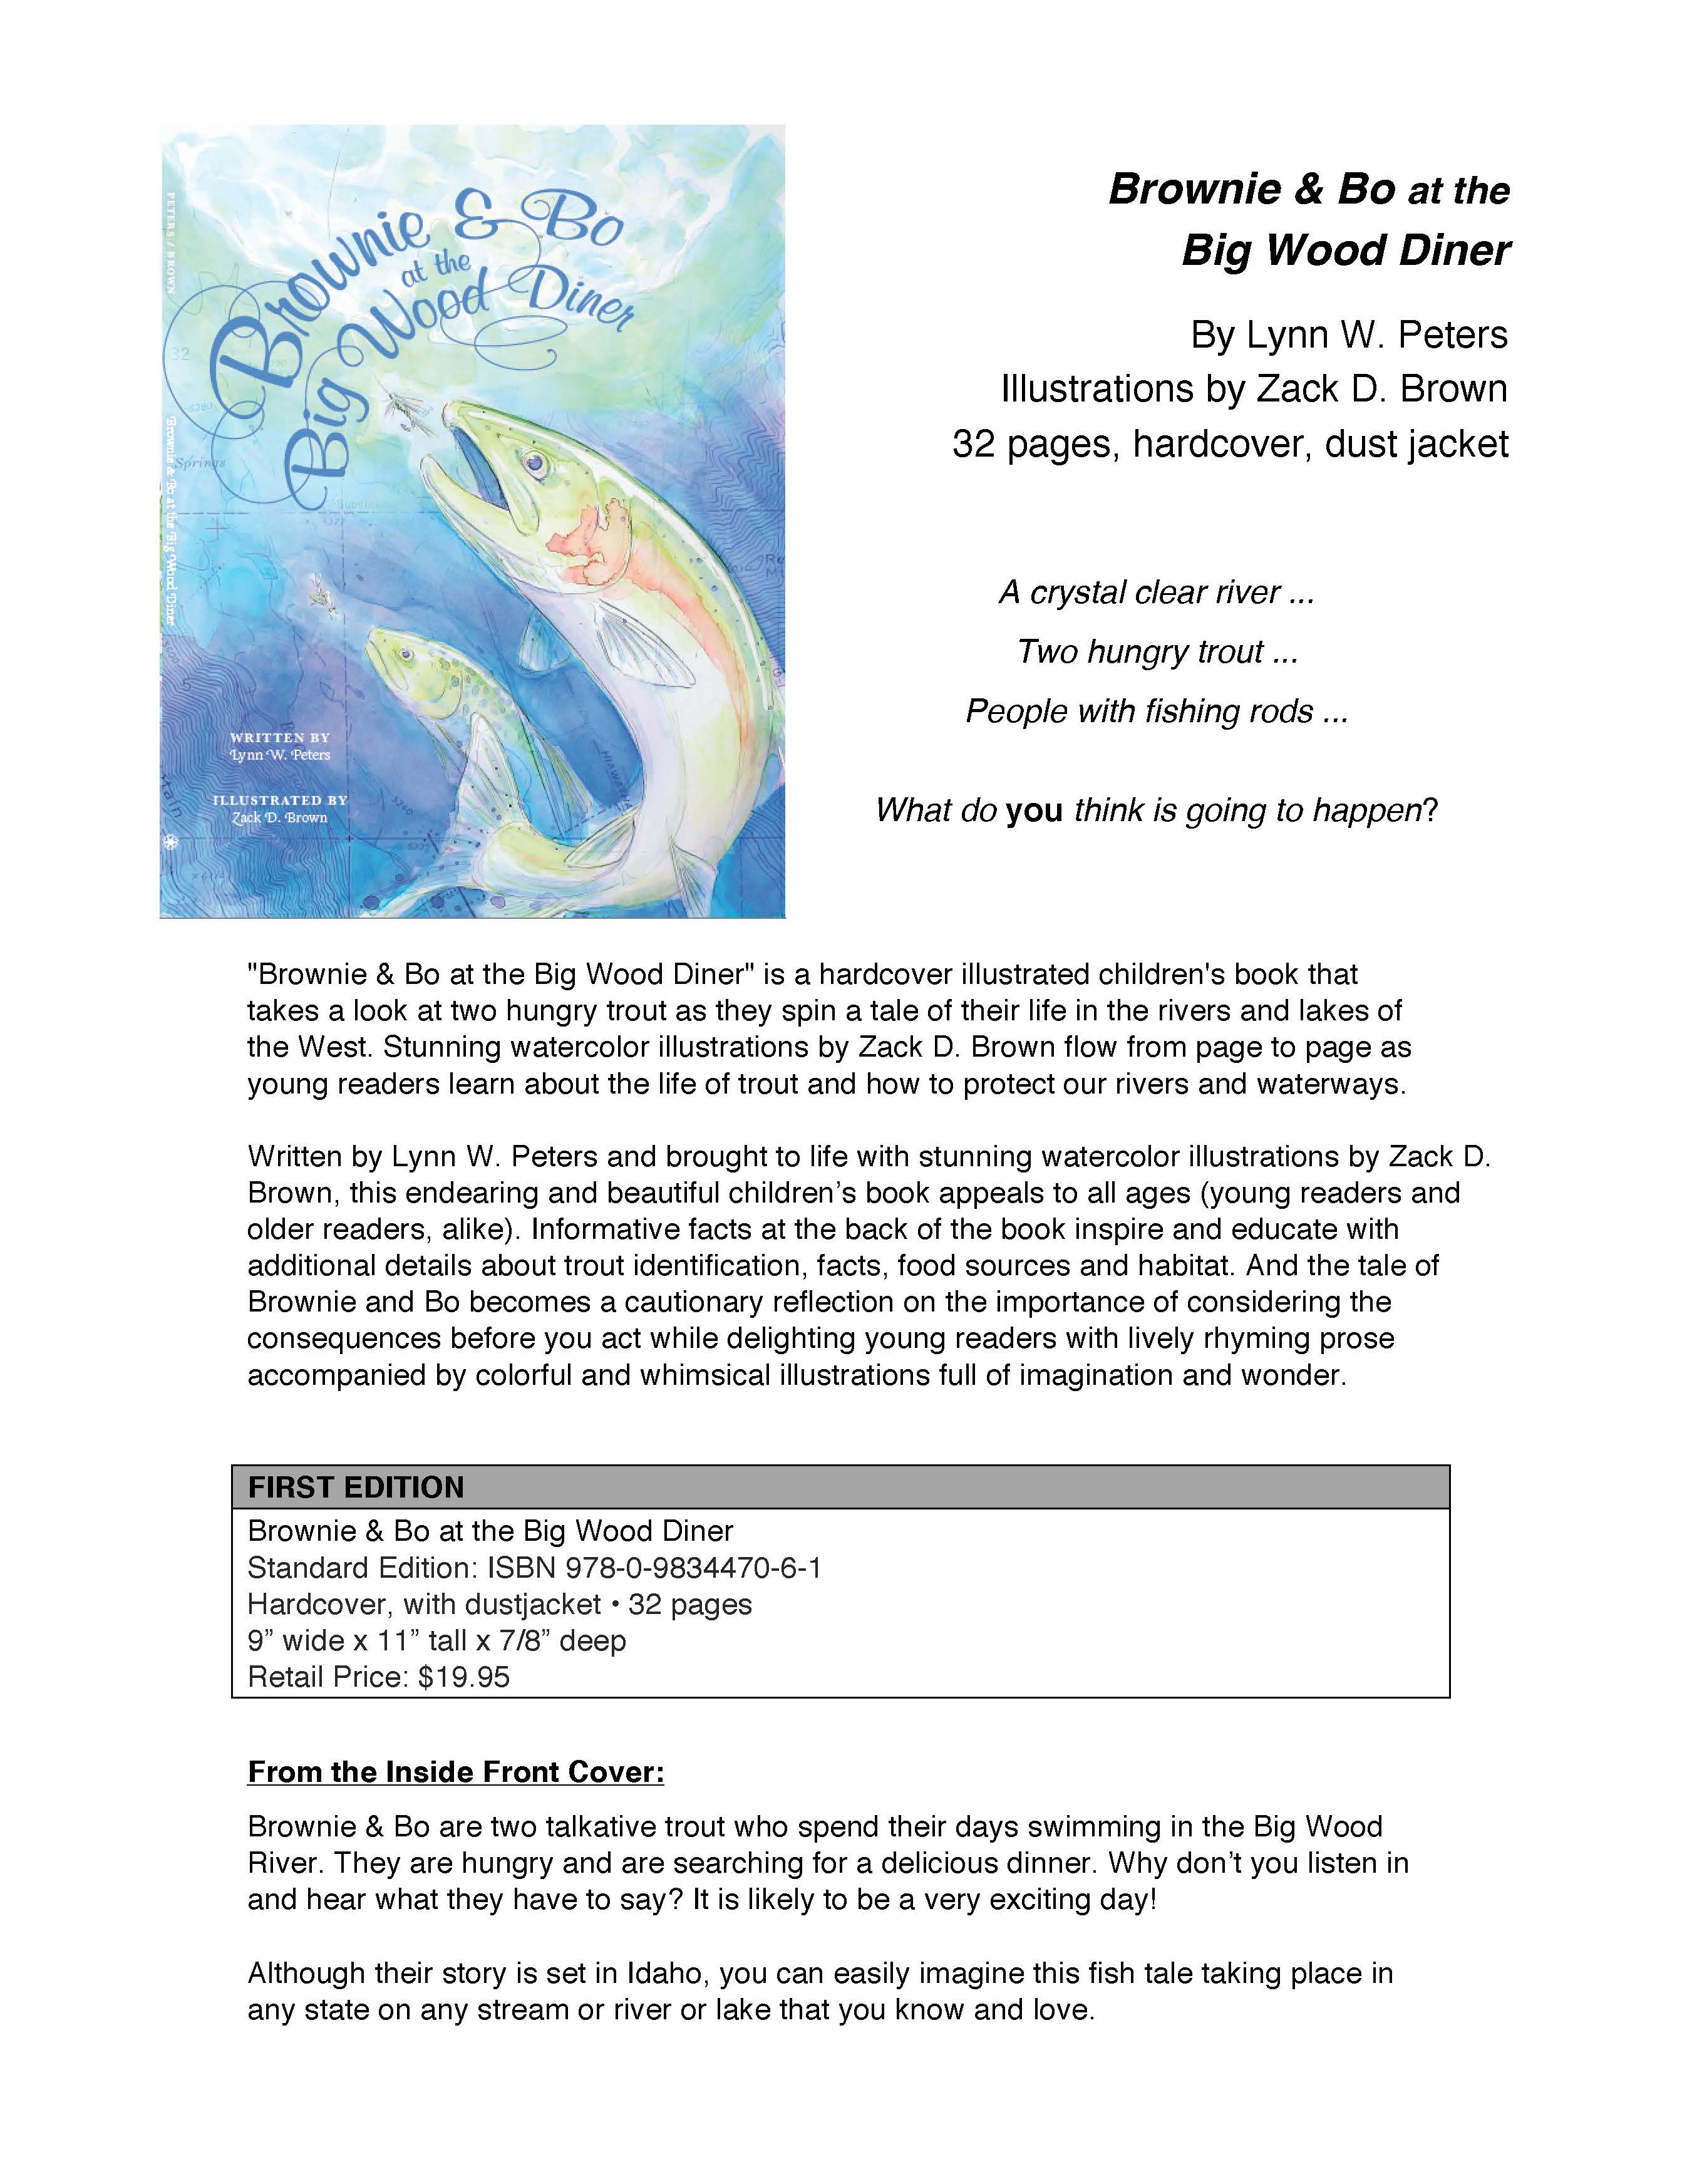 PETERS / BROWN
Brownie & Bo at the Big Wood Diner
Brownie & Bo
at the
Big Wood Diner
32
5380
Springs
WRITTEN BY
Lynn W. Peters
ILLUSTRATED BY
Zack D. Brown
Brownie & Bo at the
Big Wood Diner
By Lynn W. Peters
Illustrations by Zack D. Brown
32 pages, hardcover, dust jacket
A crystal clear river ...
Two hungry trout ...
People with fishing rods ...
What do you think is going to happen?
"Brownie & Bo at the Big Wood Diner" is a hardcover illustrated children's book that
takes a look at two hungry trout as they spin a tale of their life in the rivers and lakes of
the West. Stunning watercolor illustrations by Zack D. Brown flow from page to page as
young readers learn about the life of trout and how to protect our rivers and waterways.
Written by Lynn W. Peters and brought to life with stunning watercolor illustrations by Zack D.
Brown, this endearing and beautiful children’s book appeals to all ages (young readers and
older readers, alike). Informative facts at the back of the book inspire and educate with
additional details about trout identification, facts, food sources and habitat. And the tale of
Brownie and Bo becomes a cautionary reflection on the importance of considering the
consequences before you act while delighting young readers with lively rhyming prose
accompanied by colorful and whimsical illustrations full of imagination and wonder.
FIRST EDITION
Brownie & Bo at the Big Wood Diner
Standard Edition: ISBN 978-0-9834470-6-1
Hardcover, with dustjacket • 32 pages
9” wide x 11” tall x 7/8” deep
Retail Price: $19.95
From the Inside Front Cover:
Brownie & Bo are two talkative trout who spend their days swimming in the Big Wood
River. They are hungry and are searching for a delicious dinner. Why don’t you listen in
and hear what they have to say? It is likely to be a very exciting day!
Although their story is set in Idaho, you can easily imagine this fish tale taking place in
any state on any stream or river or lake that you know and love.